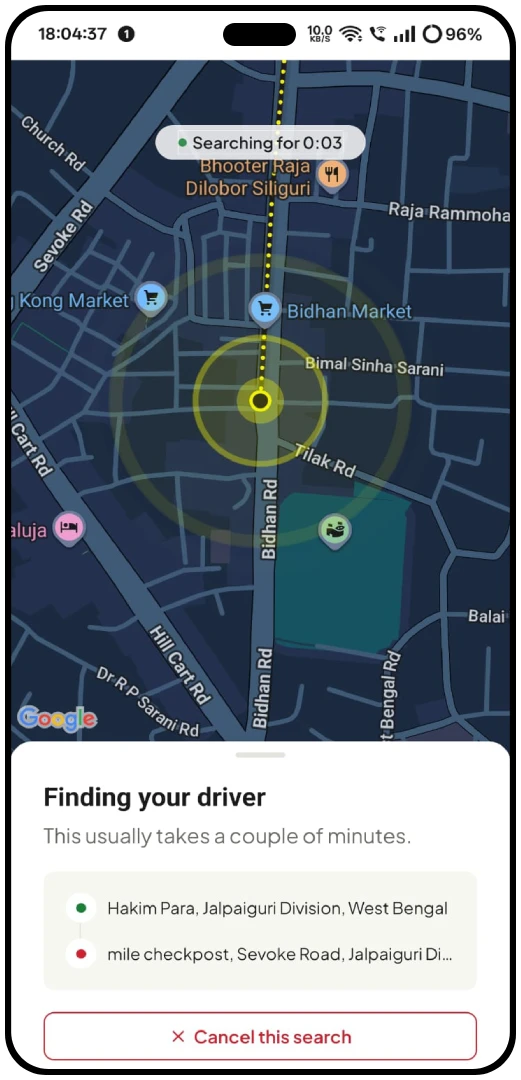 18:04:37
1
10.0
KB/S
96%
Searching for 0:03
Church Rd
Bhooter Raja
Dilobor Siliguri
Raja Rammoha
Sevoke Rd
Kong Market
Bidhan Market
Bimal Sinha Sarani
ll Cart Rd
Tilak Rd
aluja
Bidhan Rd
Balai
Hill Cart Rd
Bidhan Rd
t Bengal Rd
Dr R P Sarani Rd
Google
Finding your driver
This usually takes a couple of minutes.
Hakim Para, Jalpaiguri Division, West Bengal
mile checkpost, Sevoke Road, Jalpaiguri Di...
× Cancel this search